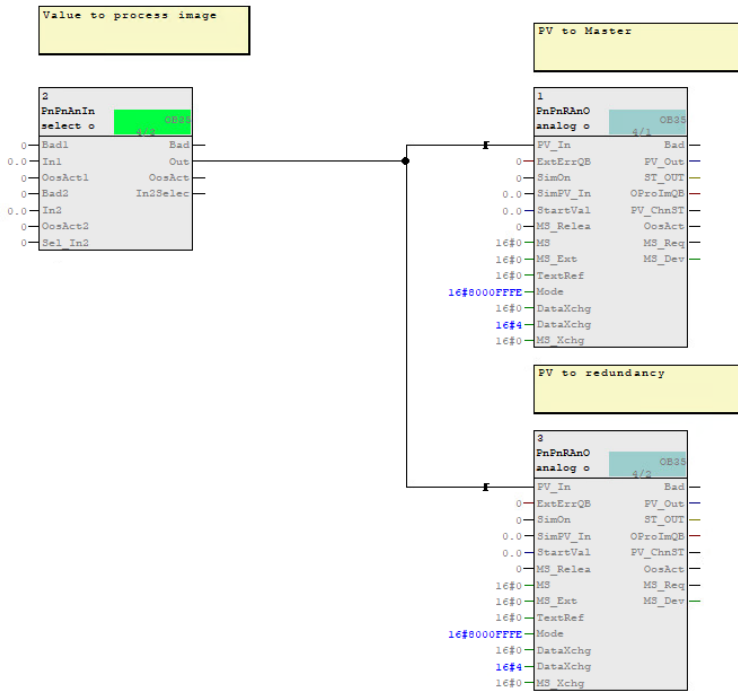 Value to process image
PV to Master
2
PnPnAnIn
select o
OB35
4/3
0 Bad1 Bad
0.0 In1 Out
0 OosAct1 OosAct
0 Bad2 In2Selec
0.0 In2
0 OosAct2
0 Sel_In2
1
PnPnRAnO
analog o
OB35
4/1
PV_In Bad
0 ExtErrQB PV_Out
0 SimOn ST_OUT
0.0 SimPV_In OProImQB
0.0 StartVal PV_ChnST
0 MS_Relea OosAct
16#0 MS MS_Req
16#0 MS_Ext MS_Dev
16#0 TextRef
16#8000FFFE Mode
16#0 DataXchg
16#4 DataXchg
16#0 MS_Xchg
PV to redundancy
3
PnPnRAnO
analog o
OB35
4/2
PV_In Bad
0 ExtErrQB PV_Out
0 SimOn ST_OUT
0.0 SimPV_In OProImQB
0.0 StartVal PV_ChnST
0 MS_Relea OosAct
16#0 MS MS_Req
16#0 MS_Ext MS_Dev
16#0 TextRef
16#8000FFFE Mode
16#0 DataXchg
16#4 DataXchg
16#0 MS_Xchg